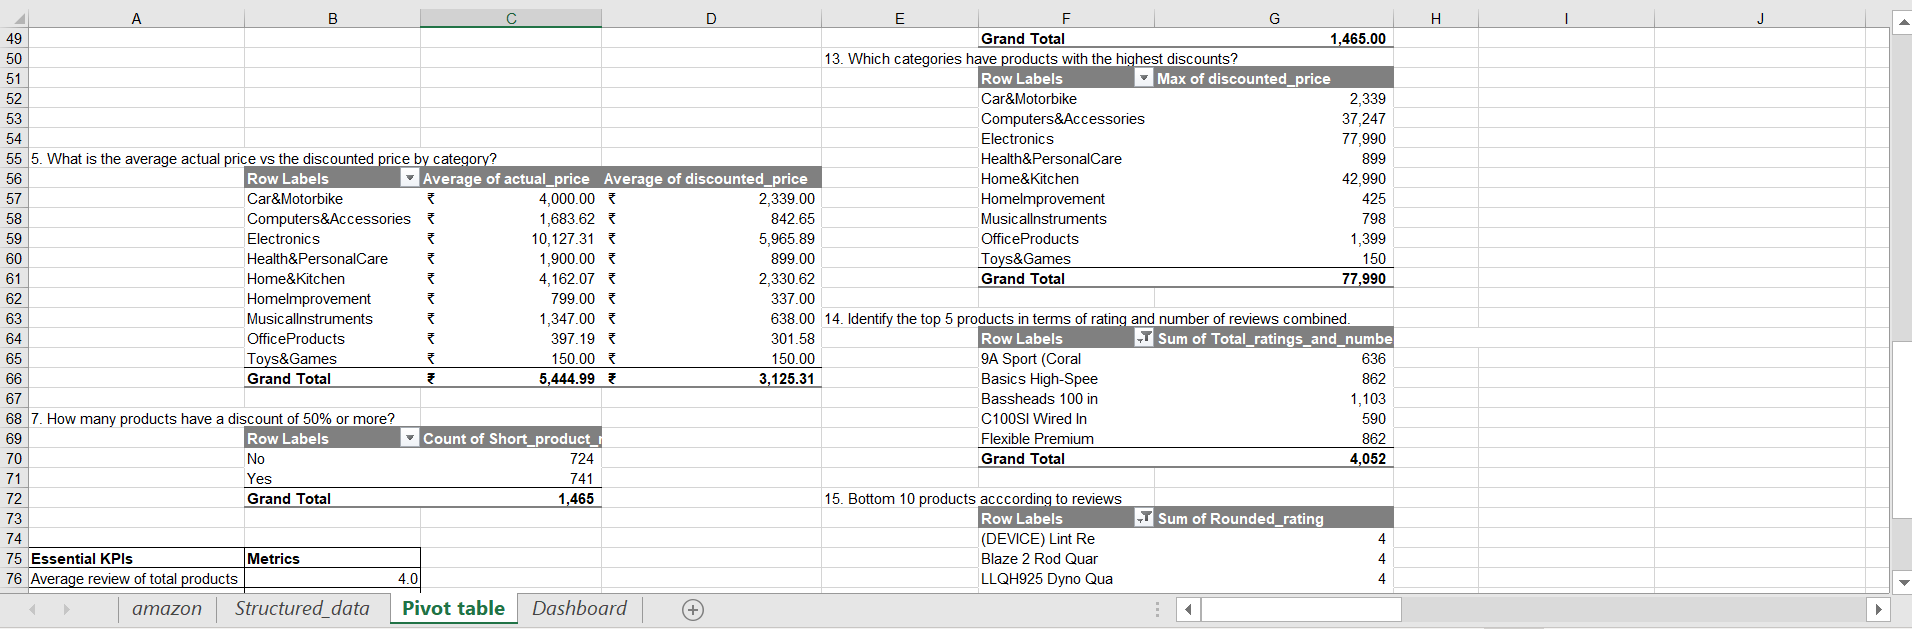 A B C D E F G H I J
49 Grand Total 1,465.00
50 13. Which categories have products with the highest discounts?
51 Row Labels Max of discounted_price
52 Car&Motorbike 2,339
53 Computers&Accessories 37,247
54 Electronics 77,990
55 5. What is the average actual price vs the discounted price by category? Health&PersonalCare 899
56 Row Labels Average of actual_price Average of discounted_price Home&Kitchen 42,990
57 Car&Motorbike ₹ 4,000.00 ₹ 2,339.00 HomeImprovement 425
58 Computers&Accessories ₹ 1,683.62 ₹ 842.65 MusicalInstruments 798
59 Electronics ₹ 10,127.31 ₹ 5,965.89 OfficeProducts 1,399
60 Health&PersonalCare ₹ 1,900.00 ₹ 899.00 Toys&Games 150
61 Home&Kitchen ₹ 4,162.07 ₹ 2,330.62 Grand Total 77,990
62 HomeImprovement ₹ 799.00 ₹ 337.00
63 MusicalInstruments ₹ 1,347.00 ₹ 638.00 14. Identify the top 5 products in terms of rating and number of reviews combined.
64 OfficeProducts ₹ 397.19 ₹ 301.58 Row Labels Sum of Total_ratings_and_numbe
65 Toys&Games ₹ 150.00 ₹ 150.00 9A Sport (Coral 636
66 Grand Total ₹ 5,444.99 ₹ 3,125.31 Basics High-Spee 862
67 Bassheads 100 in 1,103
68 7. How many products have a discount of 50% or more? C100SI Wired In 590
69 Row Labels Count of Short_product_r Flexible Premium 862
70 No 724 Grand Total 4,052
71 Yes 741
72 Grand Total 1,465 15. Bottom 10 products acccording to reviews
73 Row Labels Sum of Rounded_rating
74 (DEVICE) Lint Re 4
75 Essential KPIs Metrics Blaze 2 Rod Quar 4
76 Average review of total products 4.0 LLQH925 Dyno Qua 4
amazon Structured_data Pivot table Dashboard